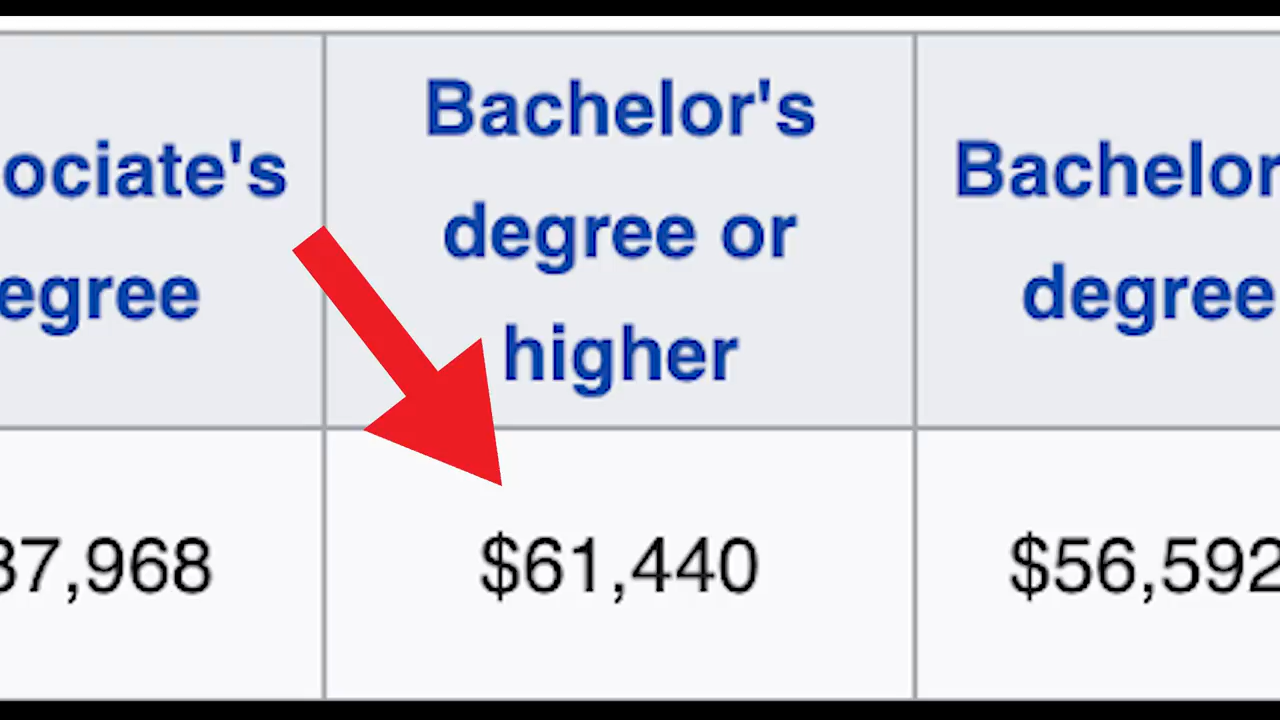 ociate's
egree
Bachelor's
degree or
higher
Bachelor
degree
37,968
$61,440
$56,592